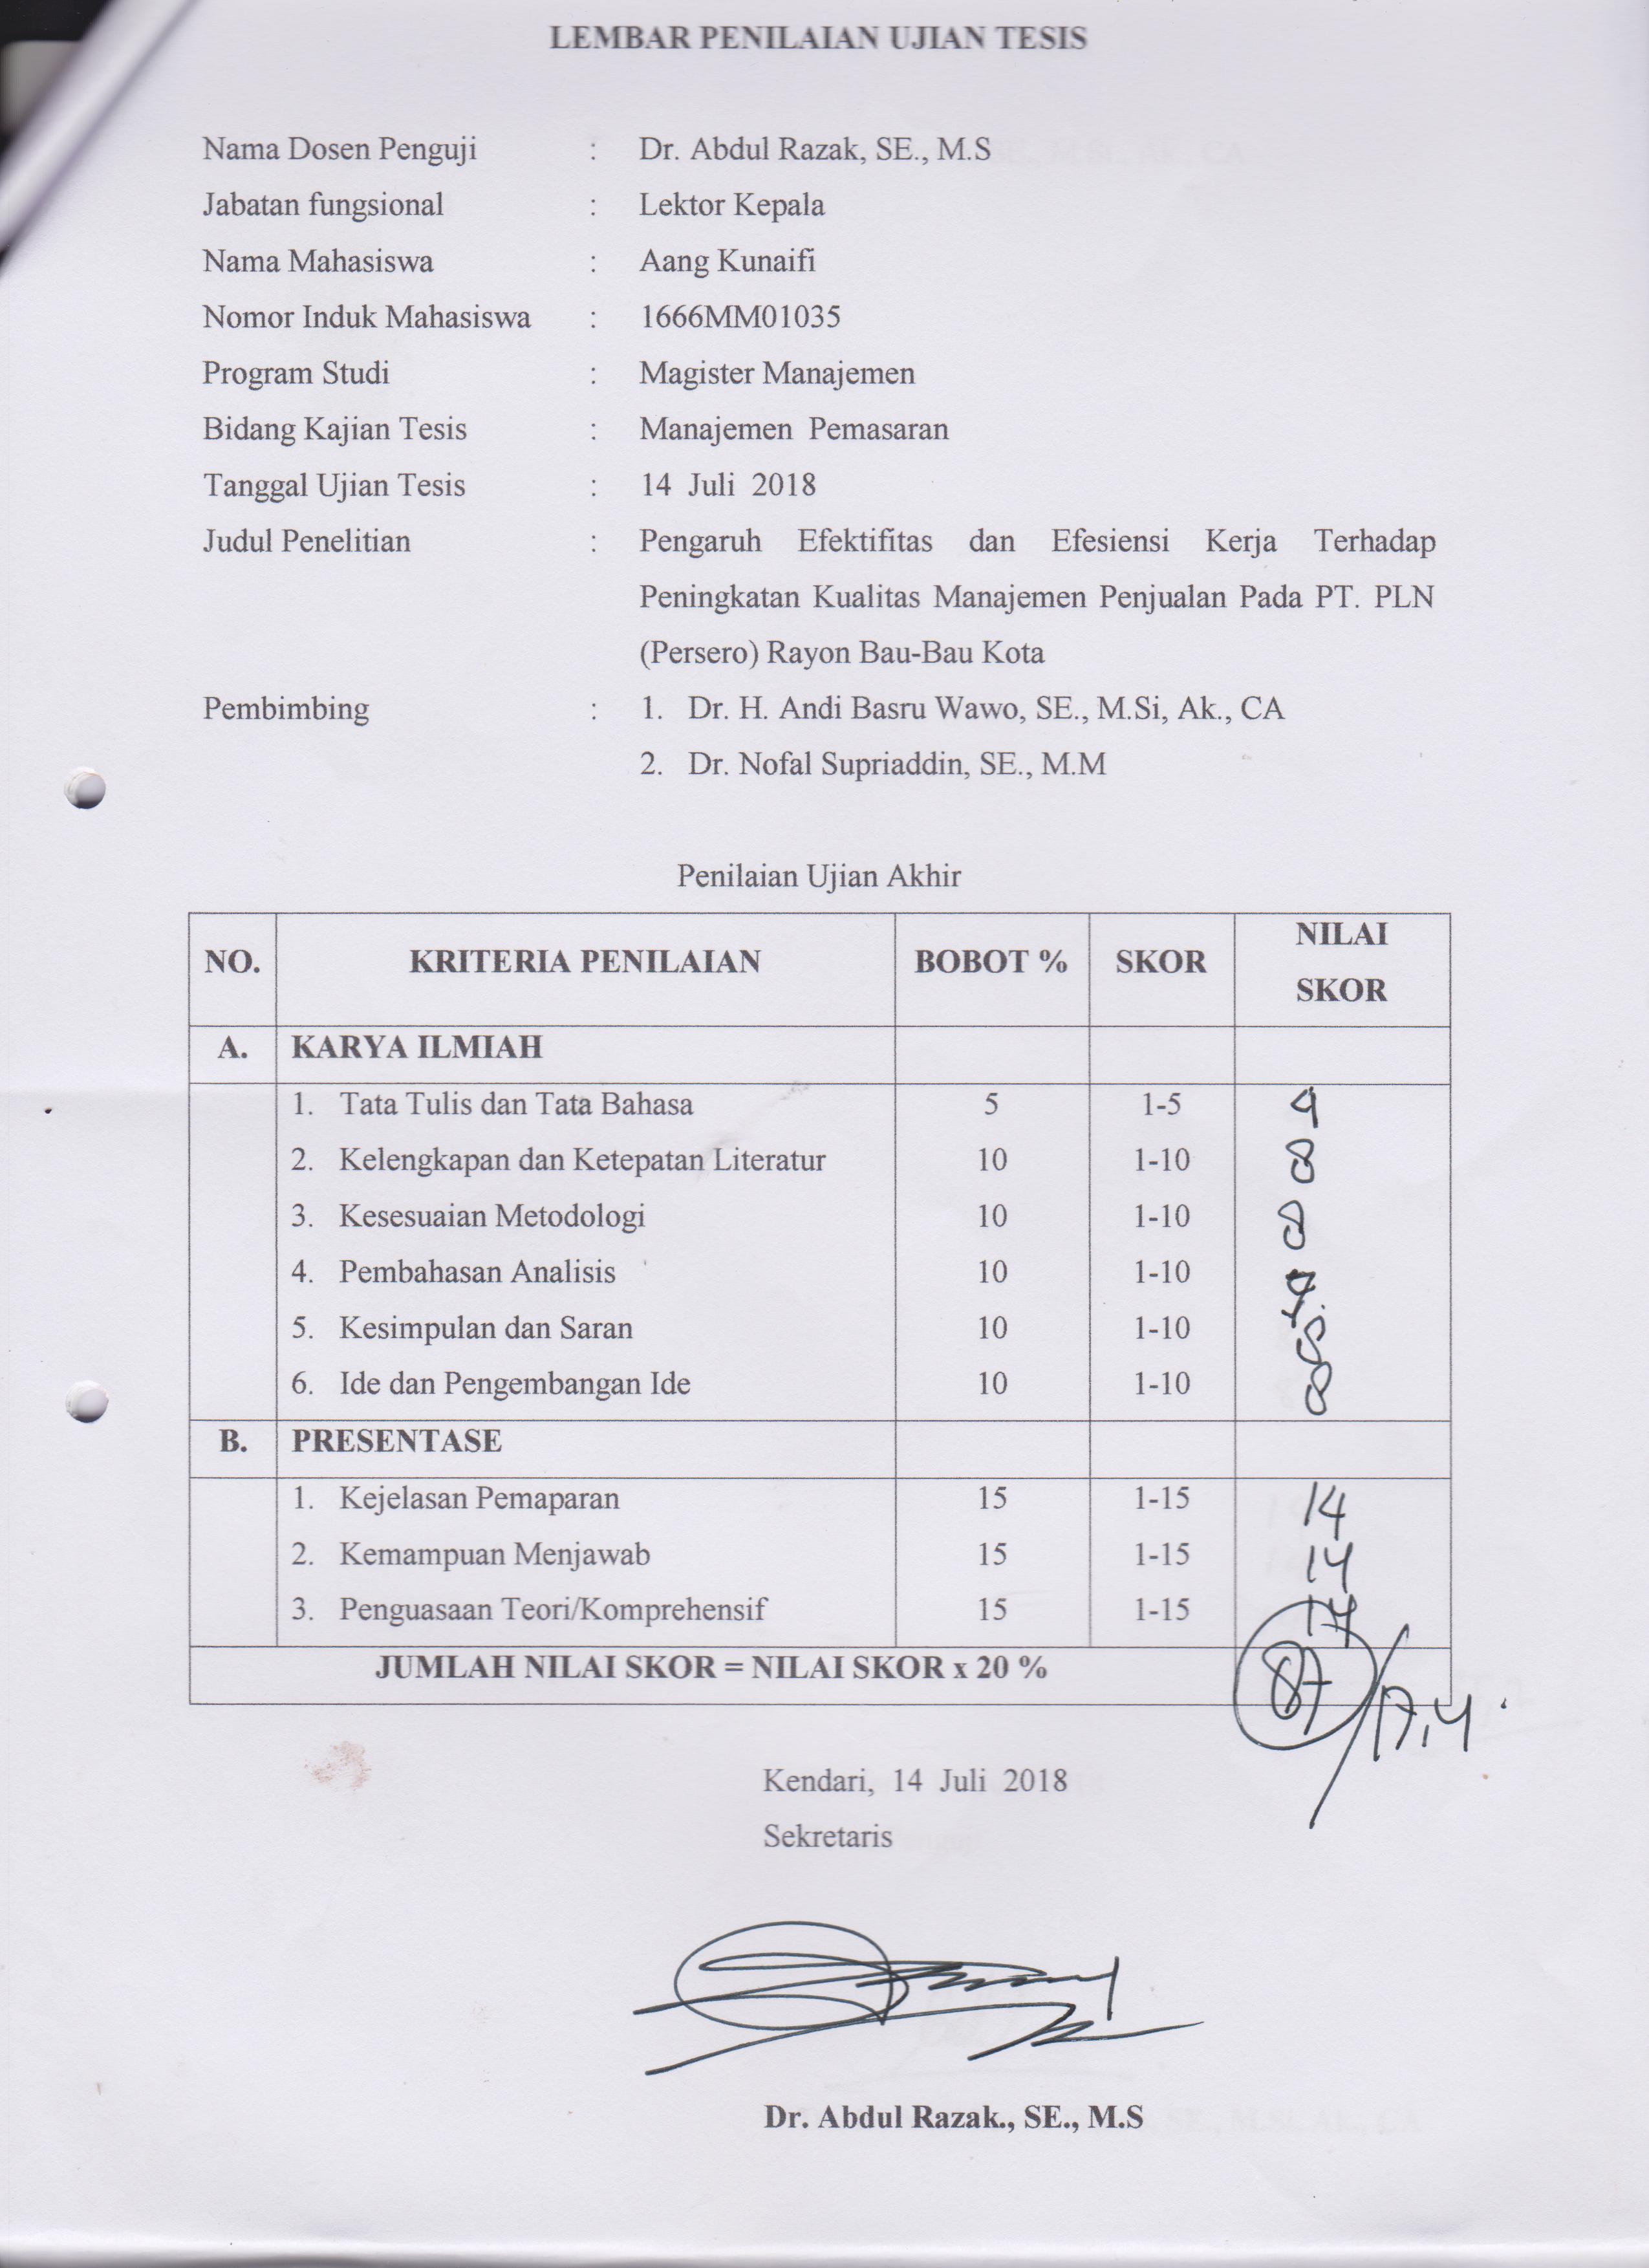 LEMBAR PENILAIAN UJIAN TESIS
Nama Dosen Penguji : Dr. Abdul Razak, SE., M.S
Jabatan fungsional : Lektor Kepala
Nama Mahasiswa : Aang Kunaifi
Nomor Induk Mahasiswa : 1666MM01035
Program Studi : Magister Manajemen
Bidang Kajian Tesis : Manajemen Pemasaran
Tanggal Ujian Tesis : 14 Juli 2018
Judul Penelitian : Pengaruh Efektifitas dan Efesiensi Kerja Terhadap
Peningkatan Kualitas Manajemen Penjualan Pada PT. PLN
(Persero) Rayon Bau-Bau Kota
Pembimbing : 1. Dr. H. Andi Basru Wawo, SE., M.Si, Ak., CA
2. Dr. Nofal Supriaddin, SE., M.M
Penilaian Ujian Akhir
NO. KRITERIA PENILAIAN BOBOT % SKOR NILAI SKOR
A. KARYA ILMIAH
1. Tata Tulis dan Tata Bahasa 5 1-5 4
2. Kelengkapan dan Ketepatan Literatur 10 1-10 8
3. Kesesuaian Metodologi 10 1-10 8
4. Pembahasan Analisis 10 1-10
5. Kesimpulan dan Saran 10 1-10
6. Ide dan Pengembangan Ide 10 1-10 8
B. PRESENTASE
1. Kejelasan Pemaparan 15 1-15 14
2. Kemampuan Menjawab 15 1-15 14
3. Penguasaan Teori/Komprehensif 15 1-15 14
JUMLAH NILAI SKOR = NILAI SKOR x 20 % 87 / 17,4
Kendari, 14 Juli 2018
Sekretaris
Dr. Abdul Razak., SE., M.S